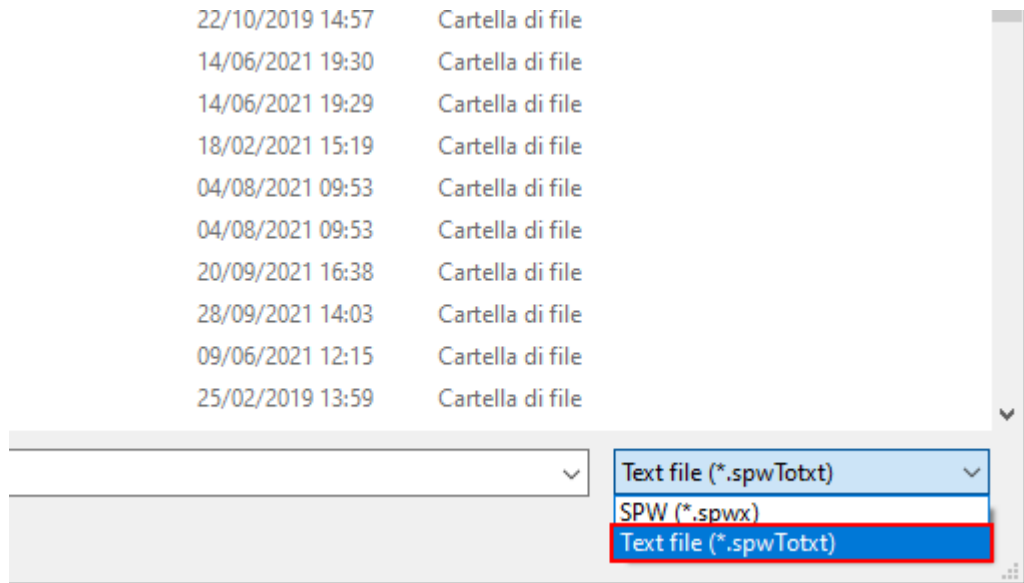 22/10/2019 14:57 Cartella di file
14/06/2021 19:30 Cartella di file
14/06/2021 19:29 Cartella di file
18/02/2021 15:19 Cartella di file
04/08/2021 09:53 Cartella di file
04/08/2021 09:53 Cartella di file
20/09/2021 16:38 Cartella di file
28/09/2021 14:03 Cartella di file
09/06/2021 12:15 Cartella di file
25/02/2019 13:59 Cartella di file
Text file (*.spwTotxt)
SPW (*.spwx)
Text file (*.spwTotxt)